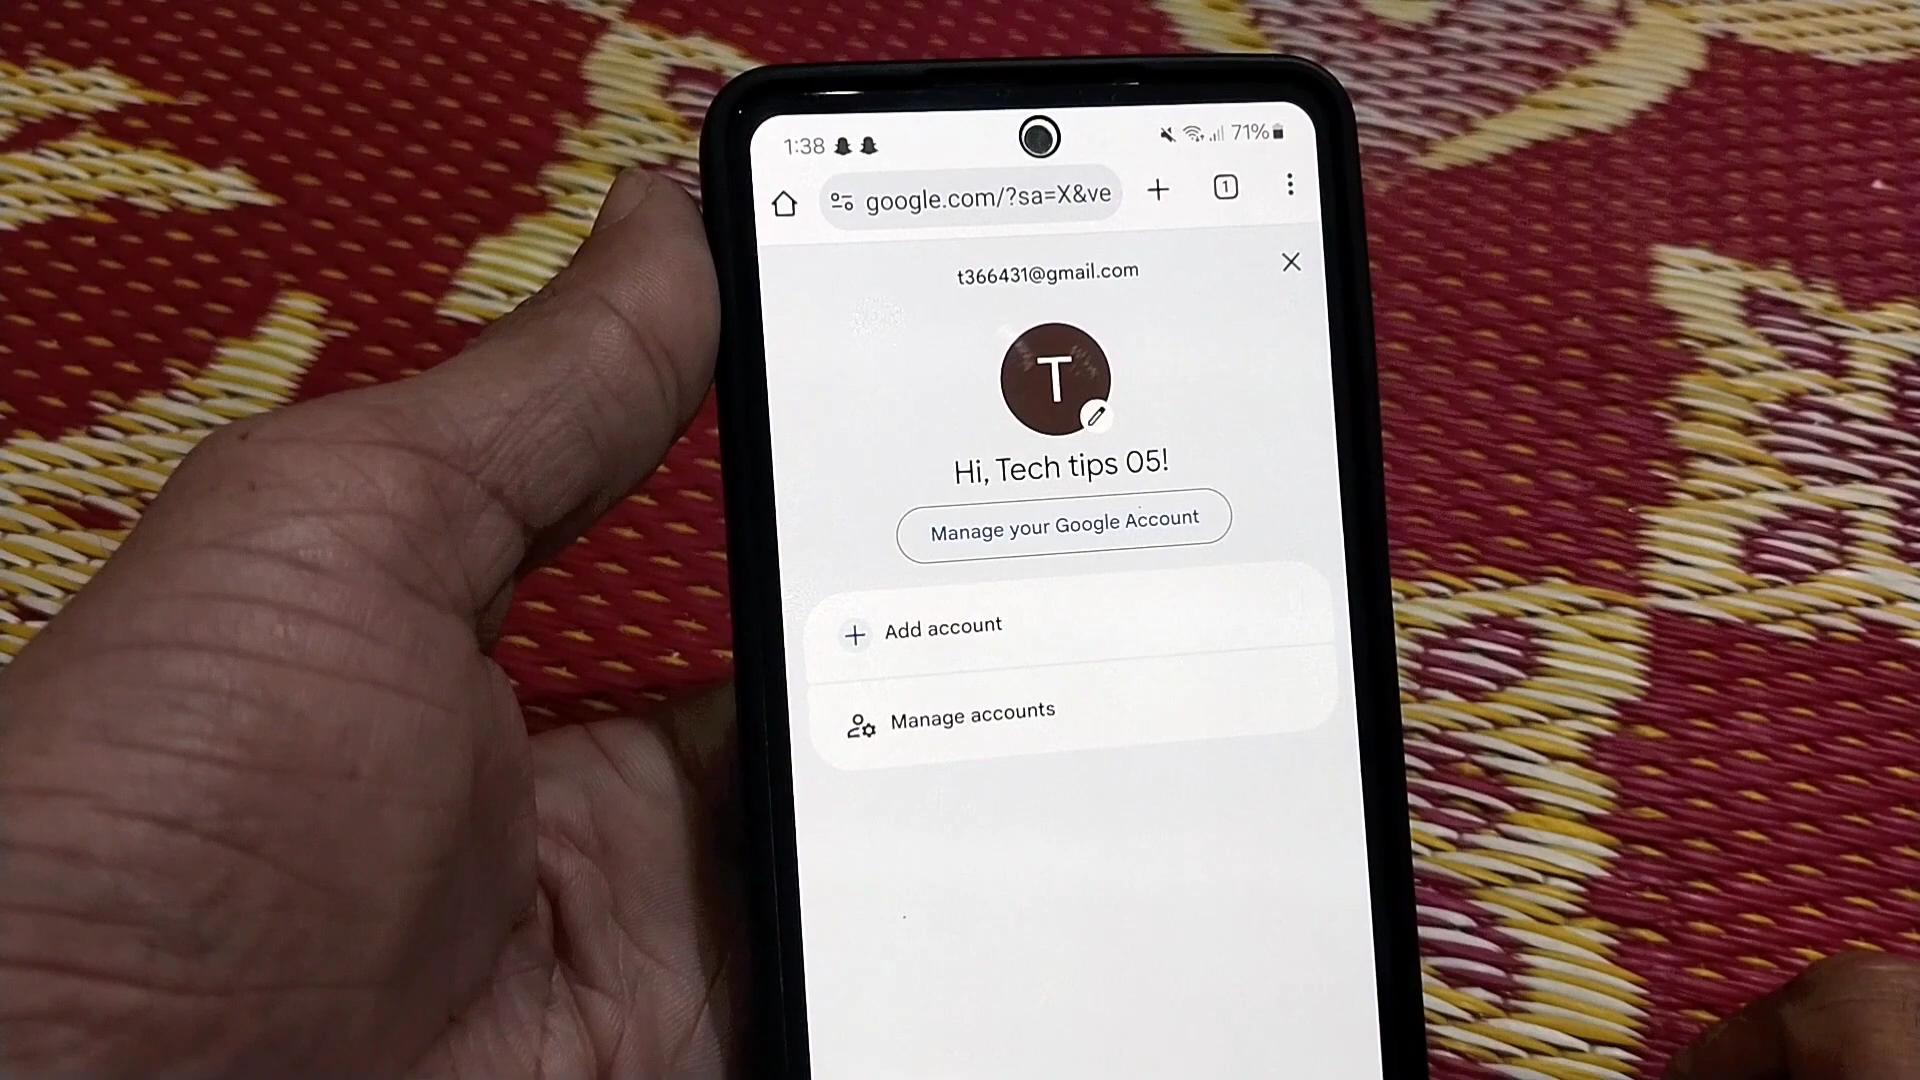 1:38 71%
google.com/?sa=X&ve 1
t366431@gmail.com
T
Hi, Tech tips 05!
Manage your Google Account
Add account
Manage accounts